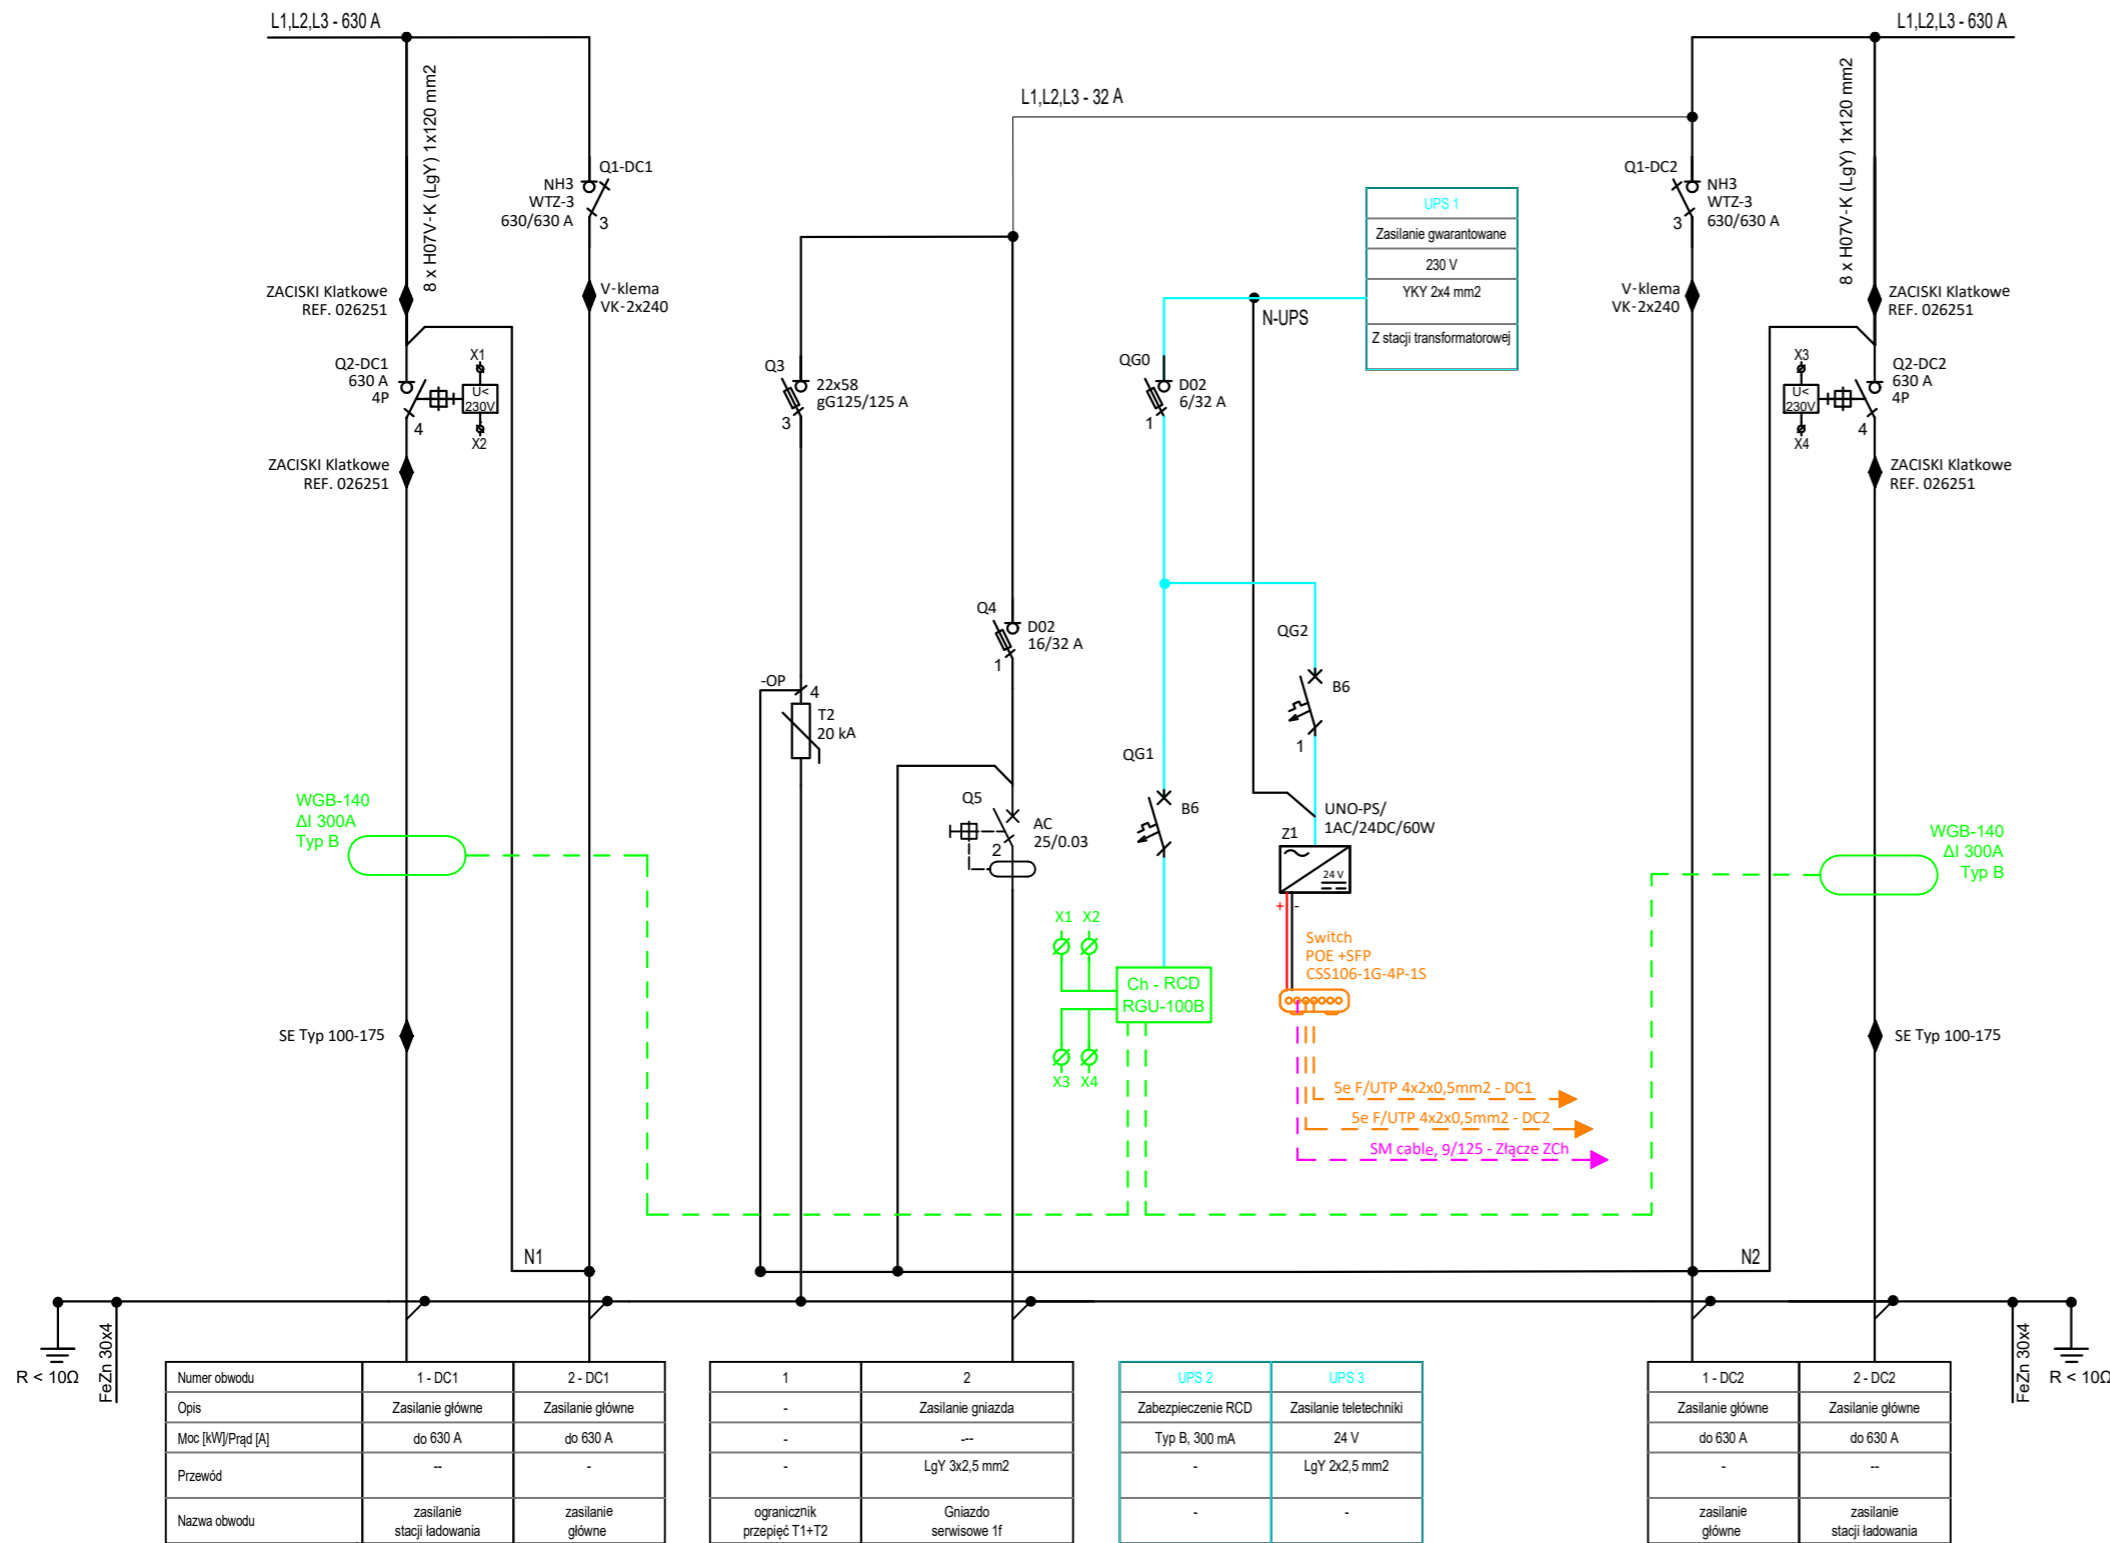 L1,L2,L3 - 630 A
L1,L2,L3 - 630 A
L1,L2,L3 - 32 A
8 x H07V-K (LgY) 1x120 mm2
Q1-DC1
NH3
WTZ-3
630/630 A
3
ZACISKI Klatkowe
REF. 026251
V-klema
VK-2x240
Q2-DC1
630 A
4P
4
X1
U<
230V
X2
ZACISKI Klatkowe
REF. 026251
WGB-140
ΔI 300A
Typ B
SE Typ 100-175
N1
Q3
22x58
gG125/125 A
3
-OP
4
T2
20 kA
Q4
D02
16/32 A
1
Q5
AC
25/0.03
2
UPS 1
Zasilanie gwarantowane
230 V
YKY 2x4 mm2
Z stacji transformatorowej
N-UPS
QG0
D02
6/32 A
1
QG2
B6
1
QG1
B6
UNO-PS/
1AC/24DC/60W
Z1
24 V
+
-
Switch
POE +SFP
CSS106-1G-4P-1S
X1 X2
Ch - RCD
RGU-100B
X3 X4
5e F/UTP 4x2x0,5mm2 - DC1
5e F/UTP 4x2x0,5mm2 - DC2
SM cable, 9/125 - Złącze ZCh
Q1-DC2
NH3
WTZ-3
630/630 A
3
8 x H07V-K (LgY) 1x120 mm2
V-klema
VK-2x240
ZACISKI Klatkowe
REF. 026251
X3
U<
230V
X4
Q2-DC2
630 A
4P
4
ZACISKI Klatkowe
REF. 026251
WGB-140
ΔI 300A
Typ B
SE Typ 100-175
N2
R < 10Ω
FeZn 30x4
FeZn 30x4
R < 10Ω
Numer obwodu 1 - DC1 2 - DC1
Opis Zasilanie główne Zasilanie główne
Moc [kW]/Prąd [A] do 630 A do 630 A
Przewód -- -
Nazwa obwodu zasilanie stacji ładowania zasilanie główne
1 2
- Zasilanie gniazda
- ---
- LgY 3x2,5 mm2
ogranicznik przepięć T1+T2 Gniazdo serwisowe 1f
UPS 2 UPS 3
Zabezpieczenie RCD Zasilanie teletechniki
Typ B, 300 mA 24 V
- LgY 2x2,5 mm2
- -
1 - DC2 2 - DC2
Zasilanie główne Zasilanie główne
do 630 A do 630 A
- --
zasilanie główne zasilanie stacji ładowania